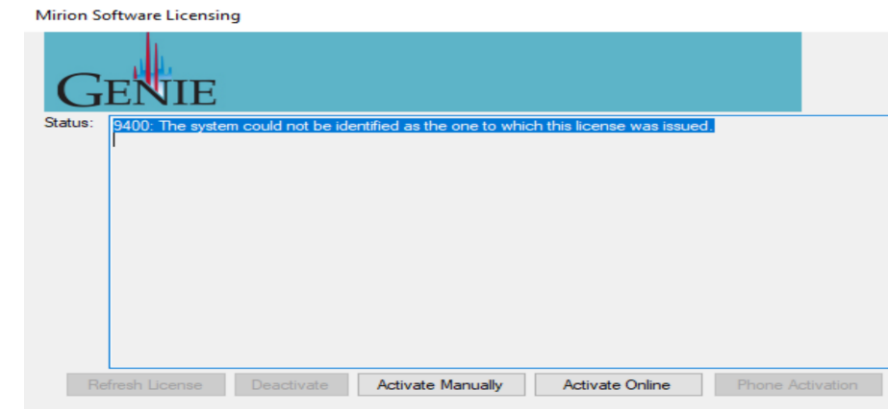 Mirion Software Licensing
GENIE
Status:
9400: The system could not be identified as the one to which this license was issued.
Refresh License Deactivate Activate Manually Activate Online Phone Activation